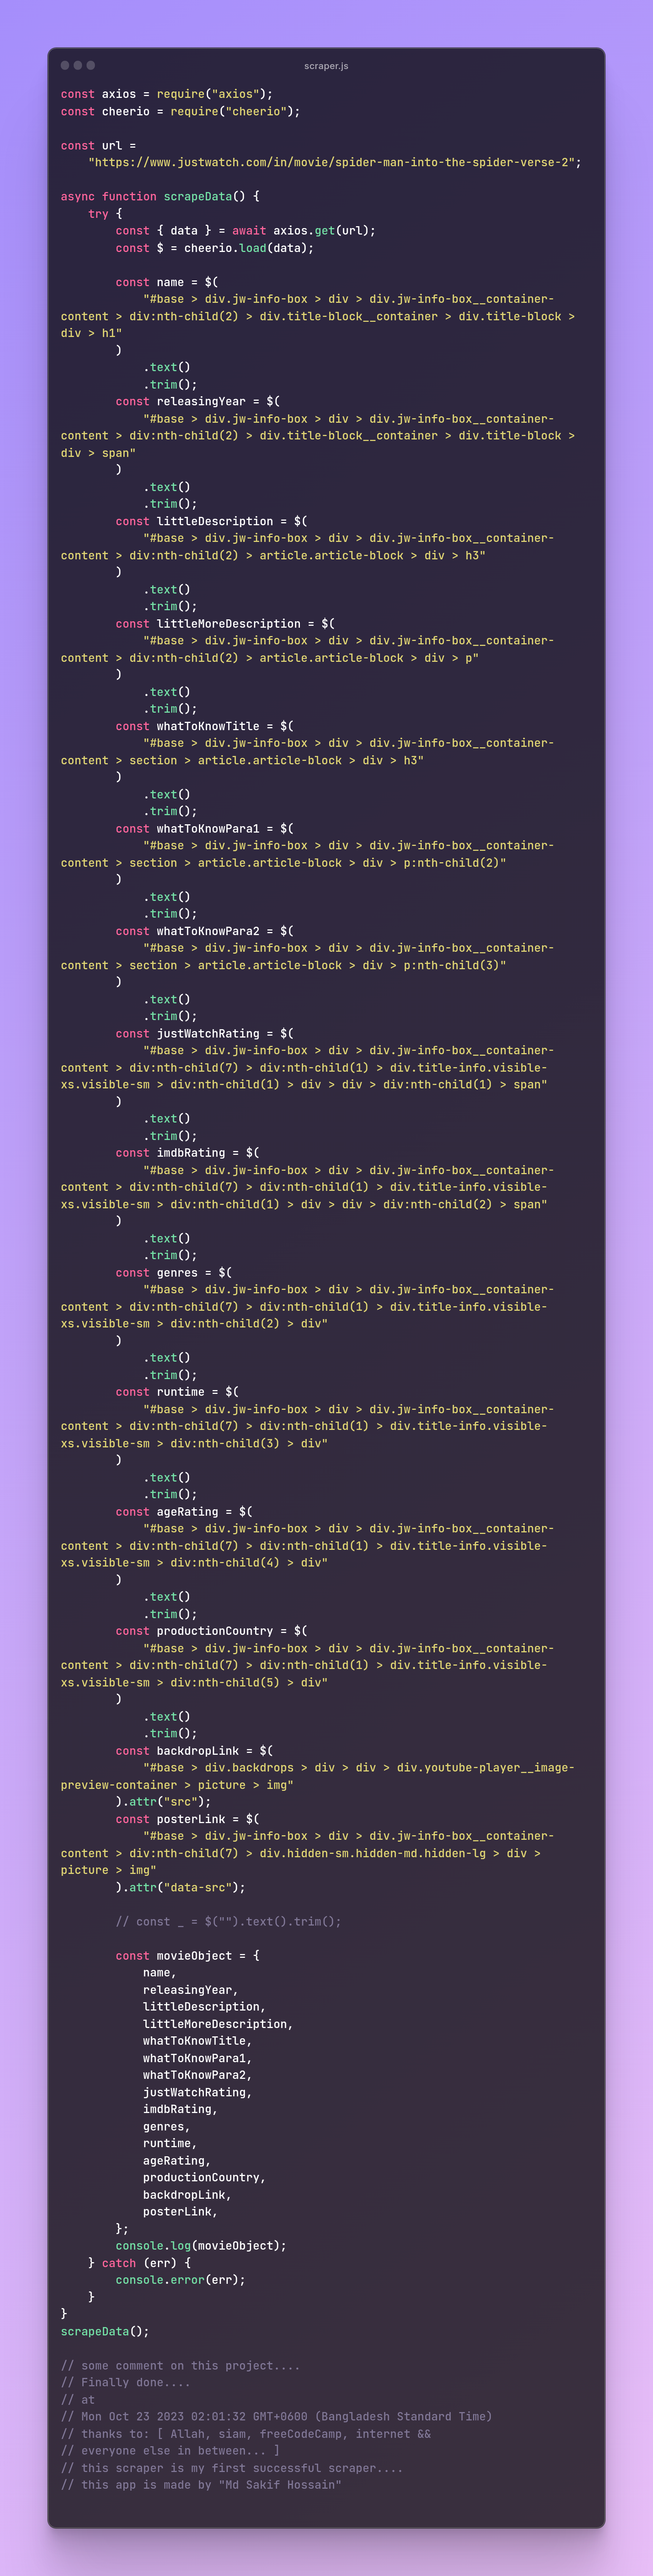 scraper.js
const axios = require("axios");
const cheerio = require("cheerio");

const url =
    "https://www.justwatch.com/in/movie/spider-man-into-the-spider-verse-2";

async function scrapeData() {
    try {
        const { data } = await axios.get(url);
        const $ = cheerio.load(data);

        const name = $(
            "#base > div.jw-info-box > div > div.jw-info-box__container-
content > div:nth-child(2) > div.title-block__container > div.title-block >
div > h1"
        )
            .text()
            .trim();
        const releasingYear = $(
            "#base > div.jw-info-box > div > div.jw-info-box__container-
content > div:nth-child(2) > div.title-block__container > div.title-block >
div > span"
        )
            .text()
            .trim();
        const littleDescription = $(
            "#base > div.jw-info-box > div > div.jw-info-box__container-
content > div:nth-child(2) > article.article-block > div > h3"
        )
            .text()
            .trim();
        const littleMoreDescription = $(
            "#base > div.jw-info-box > div > div.jw-info-box__container-
content > div:nth-child(2) > article.article-block > div > p"
        )
            .text()
            .trim();
        const whatToKnowTitle = $(
            "#base > div.jw-info-box > div > div.jw-info-box__container-
content > section > article.article-block > div > h3"
        )
            .text()
            .trim();
        const whatToKnowPara1 = $(
            "#base > div.jw-info-box > div > div.jw-info-box__container-
content > section > article.article-block > div > p:nth-child(2)"
        )
            .text()
            .trim();
        const whatToKnowPara2 = $(
            "#base > div.jw-info-box > div > div.jw-info-box__container-
content > section > article.article-block > div > p:nth-child(3)"
        )
            .text()
            .trim();
        const justWatchRating = $(
            "#base > div.jw-info-box > div > div.jw-info-box__container-
content > div:nth-child(7) > div:nth-child(1) > div.title-info.visible-
xs.visible-sm > div:nth-child(1) > div > div > div:nth-child(1) > span"
        )
            .text()
            .trim();
        const imdbRating = $(
            "#base > div.jw-info-box > div > div.jw-info-box__container-
content > div:nth-child(7) > div:nth-child(1) > div.title-info.visible-
xs.visible-sm > div:nth-child(1) > div > div > div:nth-child(2) > span"
        )
            .text()
            .trim();
        const genres = $(
            "#base > div.jw-info-box > div > div.jw-info-box__container-
content > div:nth-child(7) > div:nth-child(1) > div.title-info.visible-
xs.visible-sm > div:nth-child(2) > div"
        )
            .text()
            .trim();
        const runtime = $(
            "#base > div.jw-info-box > div > div.jw-info-box__container-
content > div:nth-child(7) > div:nth-child(1) > div.title-info.visible-
xs.visible-sm > div:nth-child(3) > div"
        )
            .text()
            .trim();
        const ageRating = $(
            "#base > div.jw-info-box > div > div.jw-info-box__container-
content > div:nth-child(7) > div:nth-child(1) > div.title-info.visible-
xs.visible-sm > div:nth-child(4) > div"
        )
            .text()
            .trim();
        const productionCountry = $(
            "#base > div.jw-info-box > div > div.jw-info-box__container-
content > div:nth-child(7) > div:nth-child(1) > div.title-info.visible-
xs.visible-sm > div:nth-child(5) > div"
        )
            .text()
            .trim();
        const backdropLink = $(
            "#base > div.backdrops > div > div > div.youtube-player__image-
preview-container > picture > img"
        ).attr("src");
        const posterLink = $(
            "#base > div.jw-info-box > div > div.jw-info-box__container-
content > div:nth-child(7) > div.hidden-sm.hidden-md.hidden-lg > div >
picture > img"
        ).attr("data-src");

        // const _ = $("").text().trim();

        const movieObject = {
            name,
            releasingYear,
            littleDescription,
            littleMoreDescription,
            whatToKnowTitle,
            whatToKnowPara1,
            whatToKnowPara2,
            justWatchRating,
            imdbRating,
            genres,
            runtime,
            ageRating,
            productionCountry,
            backdropLink,
            posterLink,
        };
        console.log(movieObject);
    } catch (err) {
        console.error(err);
    }
}
scrapeData();

// some comment on this project....
// Finally done....
// at
// Mon Oct 23 2023 02:01:32 GMT+0600 (Bangladesh Standard Time)
// thanks to: [ Allah, siam, freeCodeCamp, internet &&
// everyone else in between... ]
// this scraper is my first successful scraper....
// this app is made by "Md Sakif Hossain"